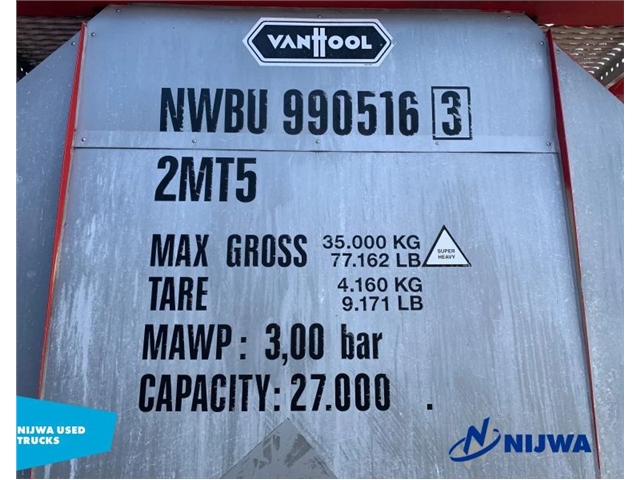 VANHOOL
NWBU 990516 3
2MT5
MAX GROSS 35.000 KG
77.162 LB
SUPER HEAVY
TARE 4.160 KG
9.171 LB
MAWP: 3,00 bar
CAPACITY: 27.000 .
NIJWA USED
TRUCKS
NIJWA